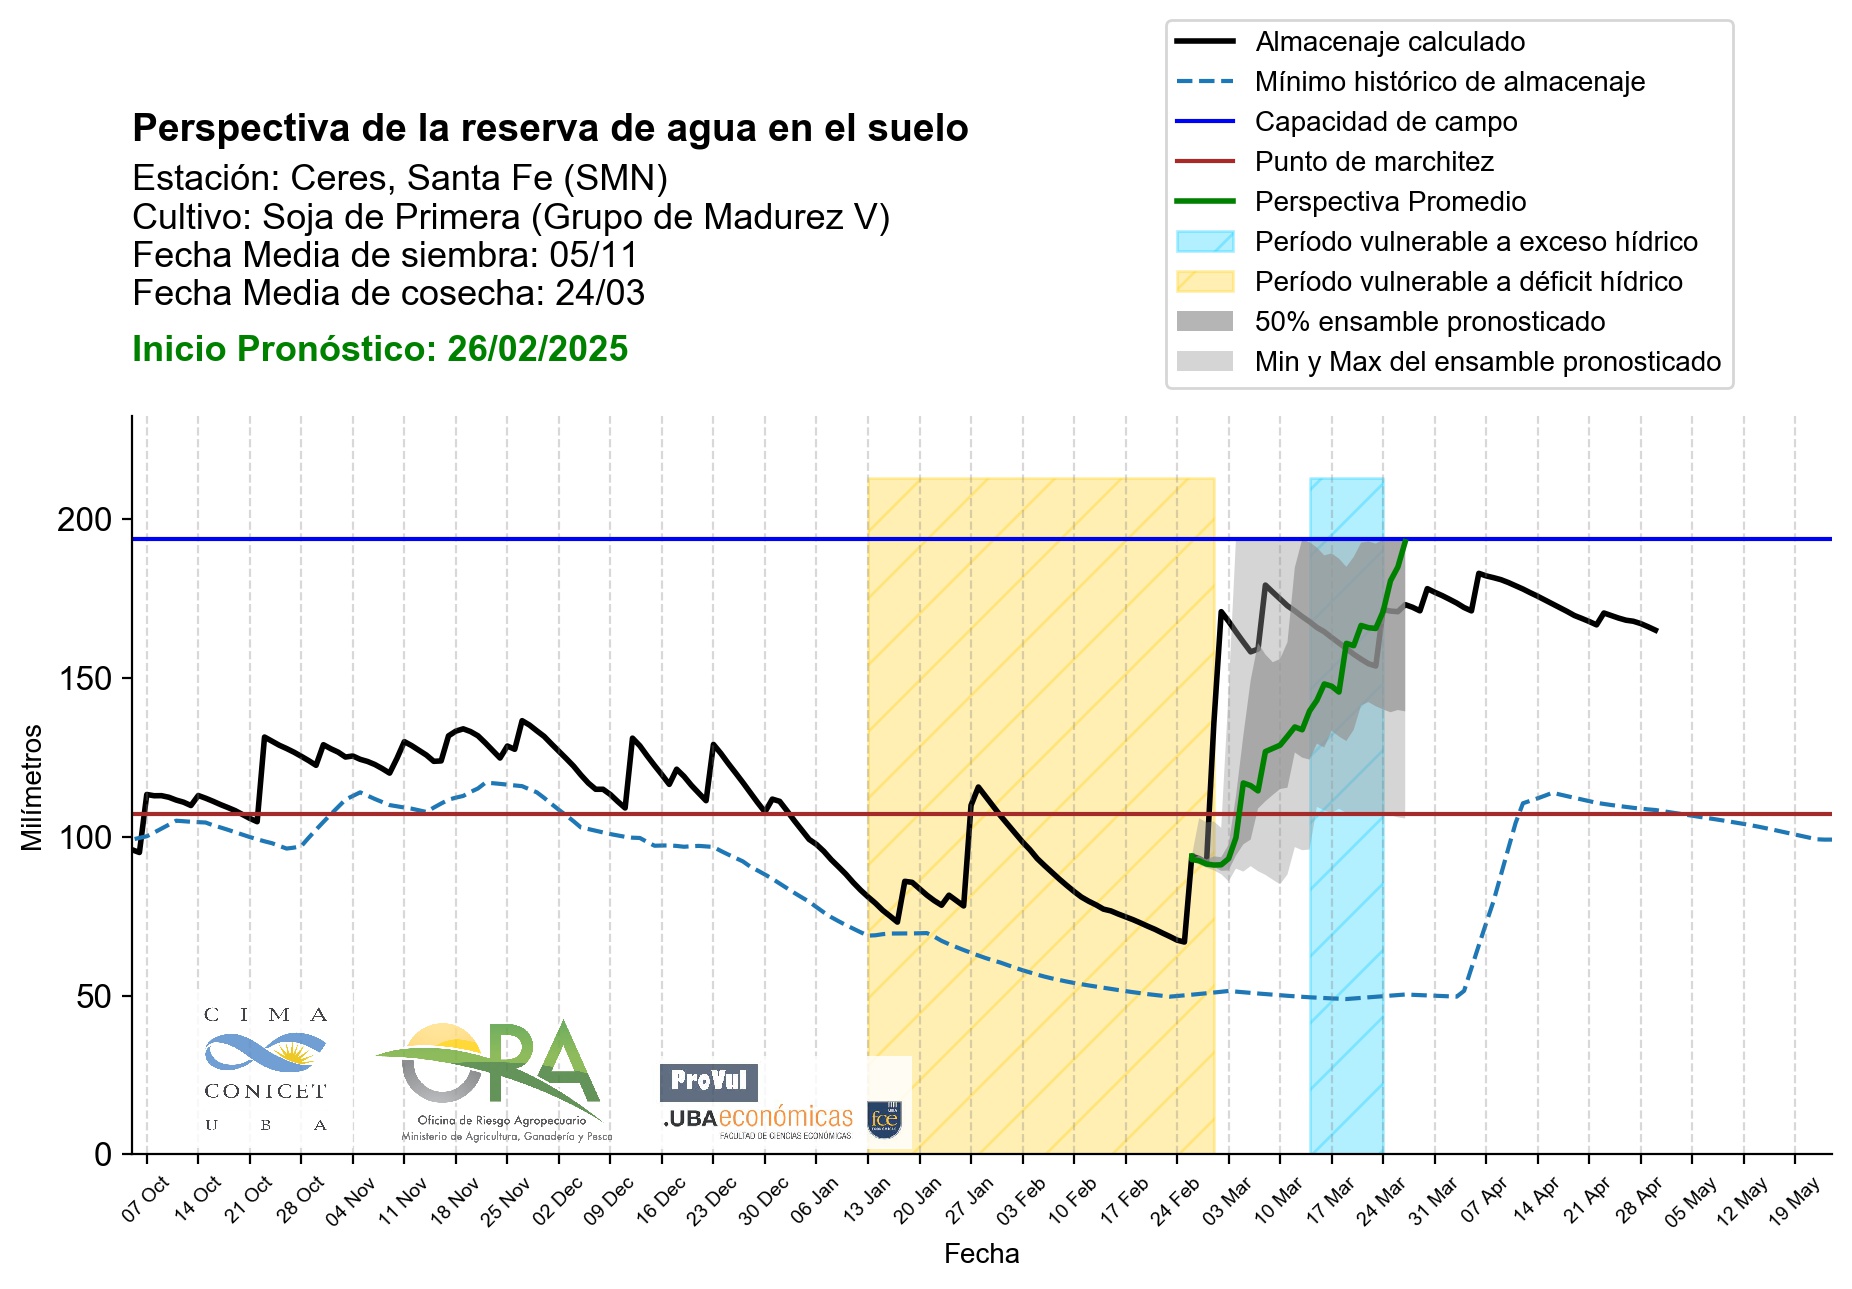 Almacenaje calculado
Mínimo histórico de almacenaje
Capacidad de campo
Punto de marchitez
Perspectiva Promedio
Período vulnerable a exceso hídrico
Período vulnerable a déficit hídrico
50% ensamble pronosticado
Min y Max del ensamble pronosticado
Perspectiva de la reserva de agua en el suelo
Estación: Ceres, Santa Fe (SMN)
Cultivo: Soja de Primera (Grupo de Madurez V)
Fecha Media de siembra: 05/11
Fecha Media de cosecha: 24/03
Inicio Pronóstico: 26/02/2025
Milímetros
200
150
100
50
0
CIMA
CONICET
UBA
ORA
Oficina de Riesgo Agropecuario
Ministerio de Agricultura, Ganadería y Pesca
ProVul
.UBAeconómicas
FACULTAD DE CIENCIAS ECONÓMICAS
UBA
fce
ECONÓMICAS
07 Oct
14 Oct
21 Oct
28 Oct
04 Nov
11 Nov
18 Nov
25 Nov
02 Dec
09 Dec
16 Dec
23 Dec
30 Dec
06 Jan
13 Jan
20 Jan
27 Jan
03 Feb
10 Feb
17 Feb
24 Feb
03 Mar
10 Mar
17 Mar
24 Mar
31 Mar
07 Apr
14 Apr
21 Apr
28 Apr
05 May
12 May
19 May
Fecha